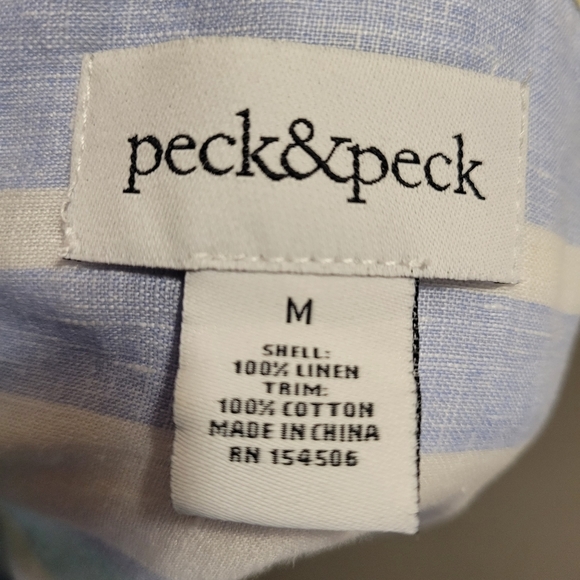 peck&peck
M
SHELL:
100% LINEN
TRIM:
100% COTTON
MADE IN CHINA
RN 154506